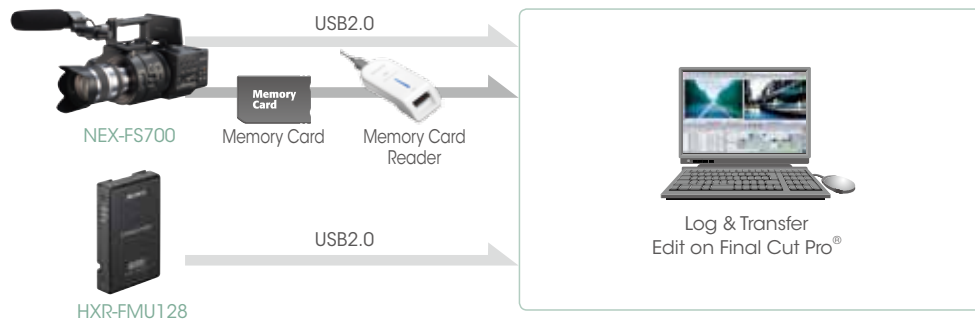 USB2.0
Memory
Card
NEX-FS700
Memory Card
Memory Card
Reader
Log & Transfer
Edit on Final Cut Pro®
USB2.0
HXR-FMU128